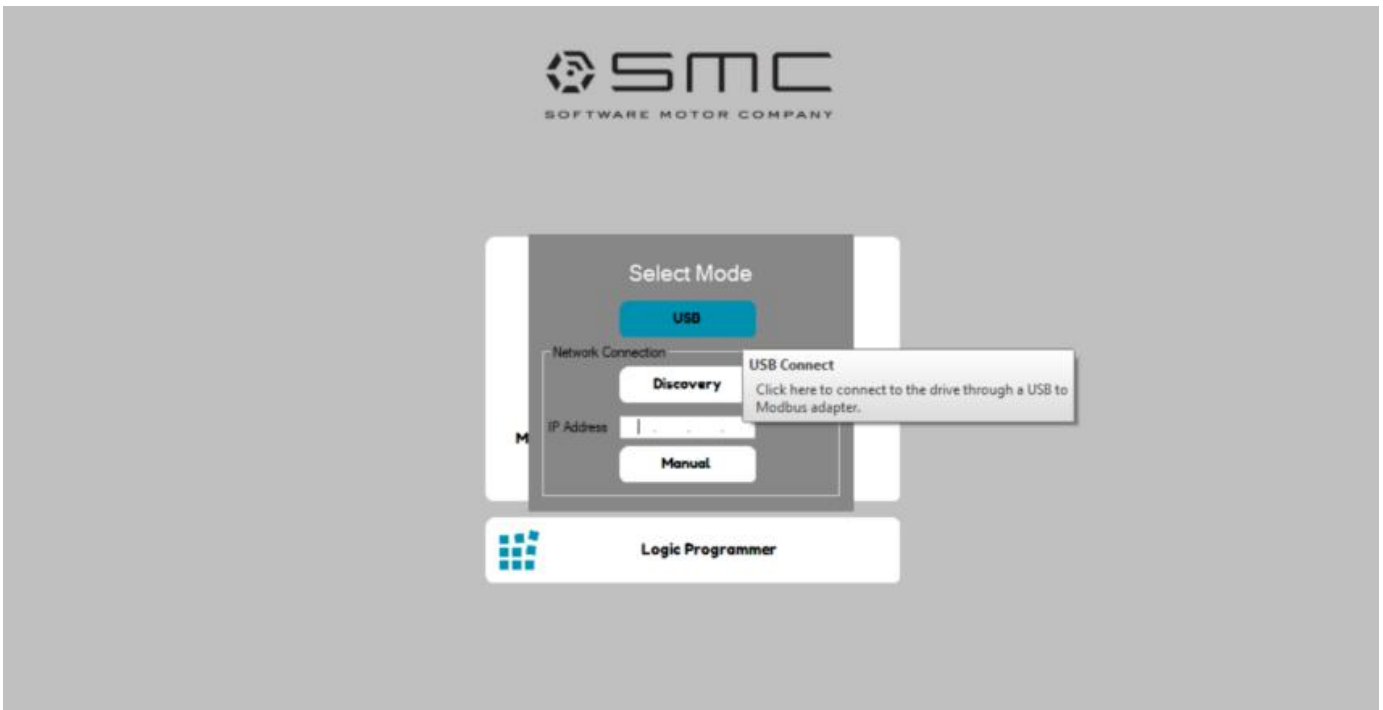 SMC
SOFTWARE MOTOR COMPANY
Select Mode
USB
Network Connection
USB Connect
Click here to connect to the drive through a USB to
Modbus adapter.
Discovery
IP Address
M
Manual
Logic Programmer